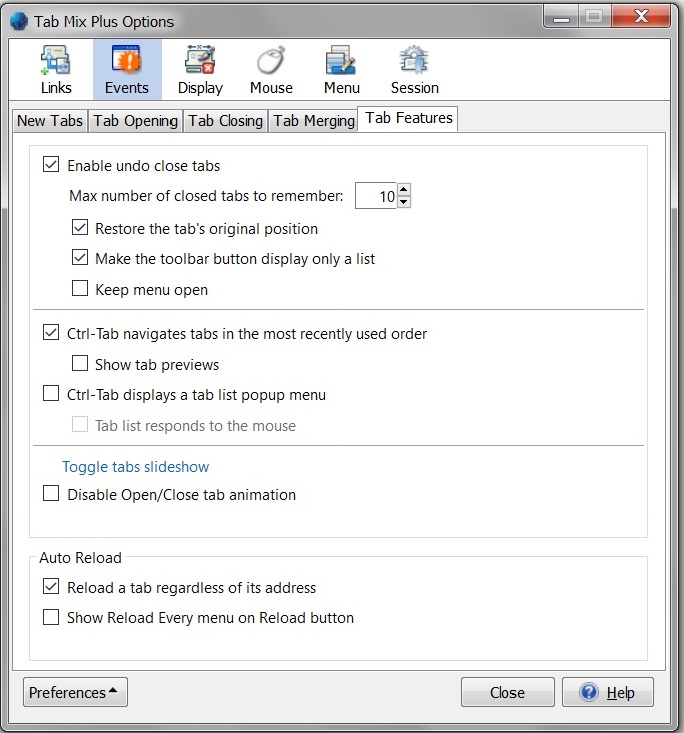 Tab Mix Plus Options
Links Events Display Mouse Menu Session
New Tabs Tab Opening Tab Closing Tab Merging Tab Features
Enable undo close tabs
Max number of closed tabs to remember: 10
Restore the tab's original position
Make the toolbar button display only a list
Keep menu open
Ctrl-Tab navigates tabs in the most recently used order
Show tab previews
Ctrl-Tab displays a tab list popup menu
Tab list responds to the mouse
Toggle tabs slideshow
Disable Open/Close tab animation
Auto Reload
Reload a tab regardless of its address
Show Reload Every menu on Reload button
Preferences Close Help